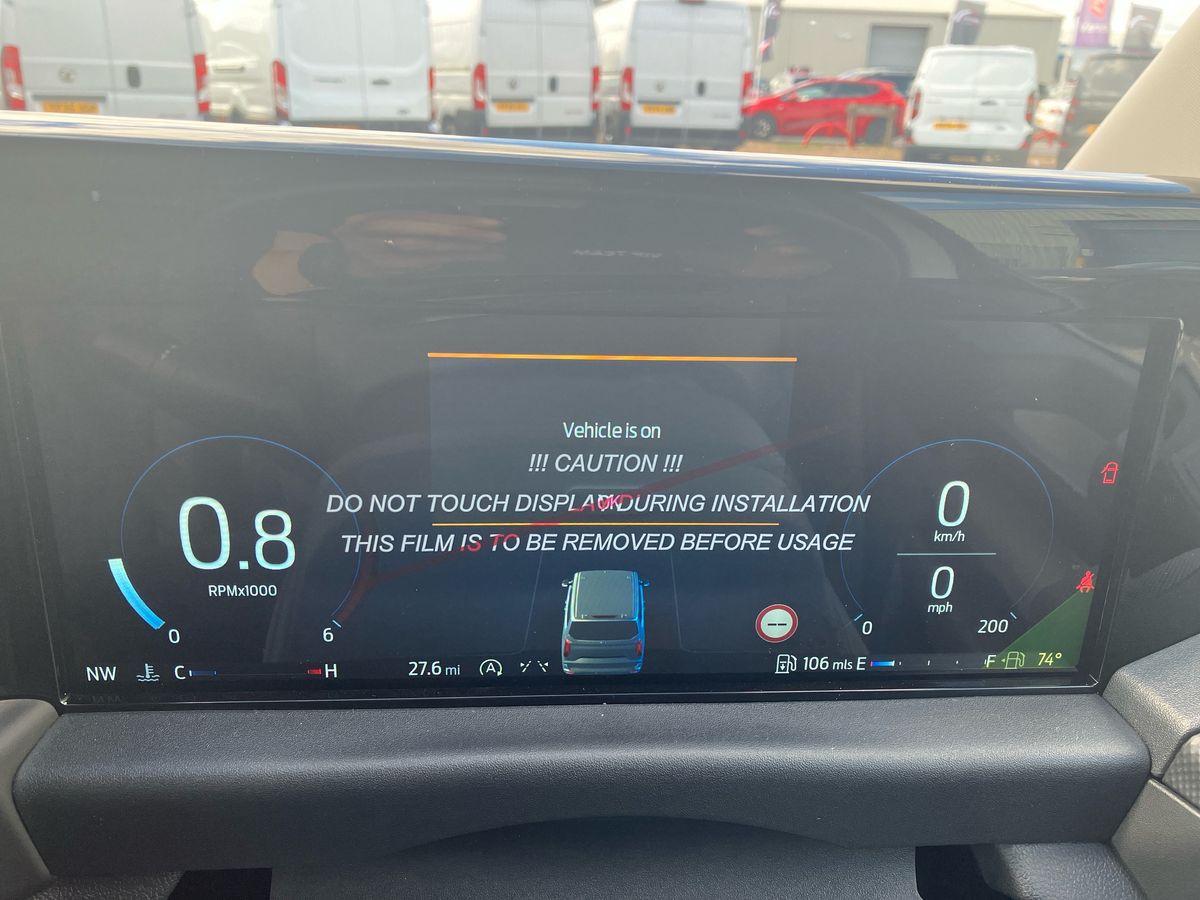 Vehicle is on
!!! CAUTION !!!
DO NOT TOUCH DISPLAY DURING INSTALLATION
OK
THIS FILM IS TO BE REMOVED BEFORE USAGE
0.8
RPMx1000
0
6
0
km/h
0
mph
0
200
NW
C
H
27.6 mi
A
--
106 mls
E
F
74°